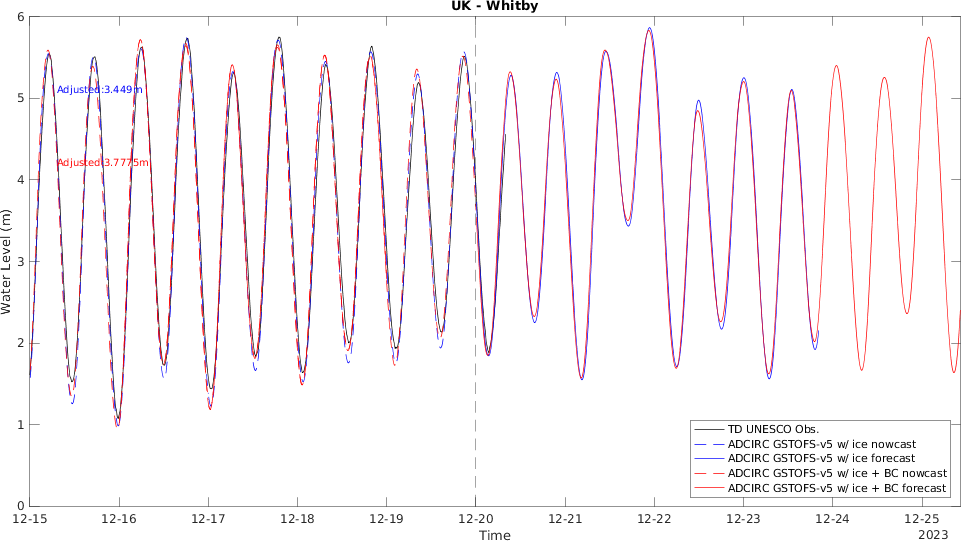 UK - Whitby
6
5
4
3
2
1
0
Water Level (m)
Adjusted:3.449m
Adjusted:3.7775m
TD UNESCO Obs.
ADCIRC GSTOFS-v5 w/ ice nowcast
ADCIRC GSTOFS-v5 w/ ice forecast
ADCIRC GSTOFS-v5 w/ ice + BC nowcast
ADCIRC GSTOFS-v5 w/ ice + BC forecast
12-15 12-16 12-17 12-18 12-19 12-20 12-21 12-22 12-23 12-24 12-25
Time
2023